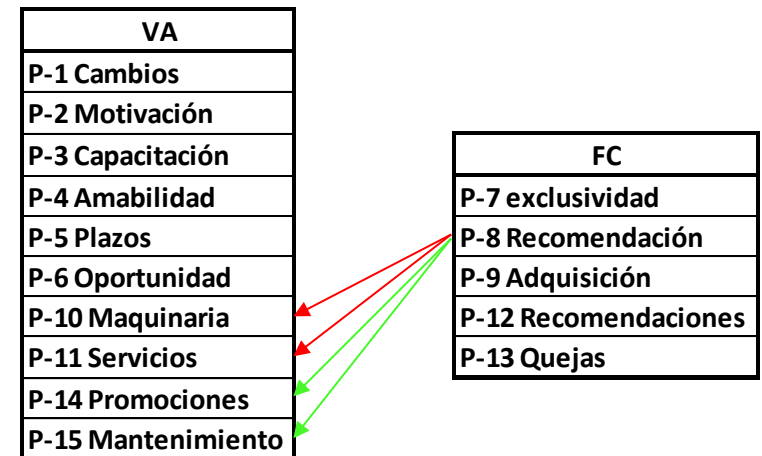 VA
P-1 Cambios
P-2 Motivación
P-3 Capacitación
P-4 Amabilidad
P-5 Plazos
P-6 Oportunidad
P-10 Maquinaria
P-11 Servicios
P-14 Promociones
P-15 Mantenimiento
FC
P-7 exclusividad
P-8 Recomendación
P-9 Adquisición
P-12 Recomendaciones
P-13 Quejas